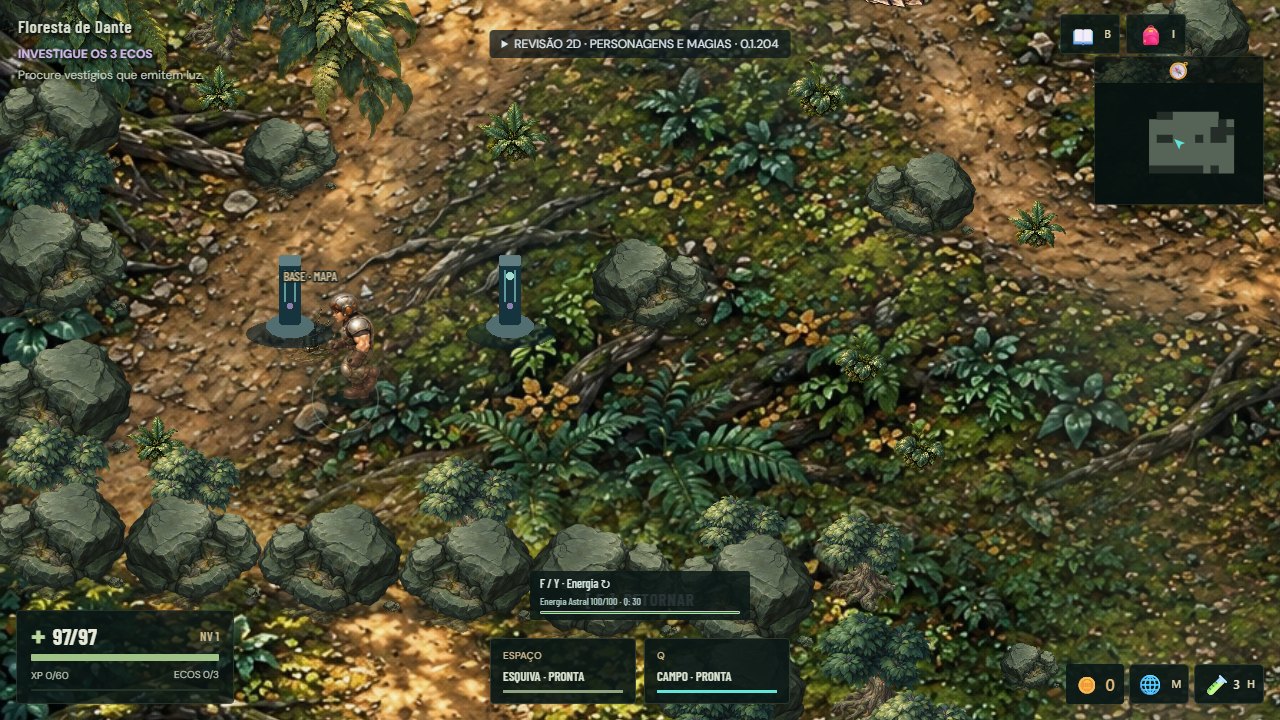 Floresta de Dante
INVESTIGUE OS 3 ECOS
Procure vestígios que emitem luz.
▶ REVISÃO 2D · PERSONAGENS E MAGIAS · 0.1.204
B
I
BASE · MAPA
F / Y · Energia ↻
Energia Astral 100/100 · Q: 30
TORNAR
✚ 97/97
NV 1
XP 0/60
ECOS 0/3
ESPAÇO
ESQUIVA · PRONTA
Q
CAMPO · PRONTA
0
M
3 H